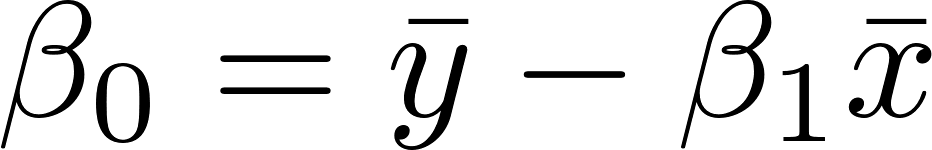 β₀ = ȳ − β₁x̄